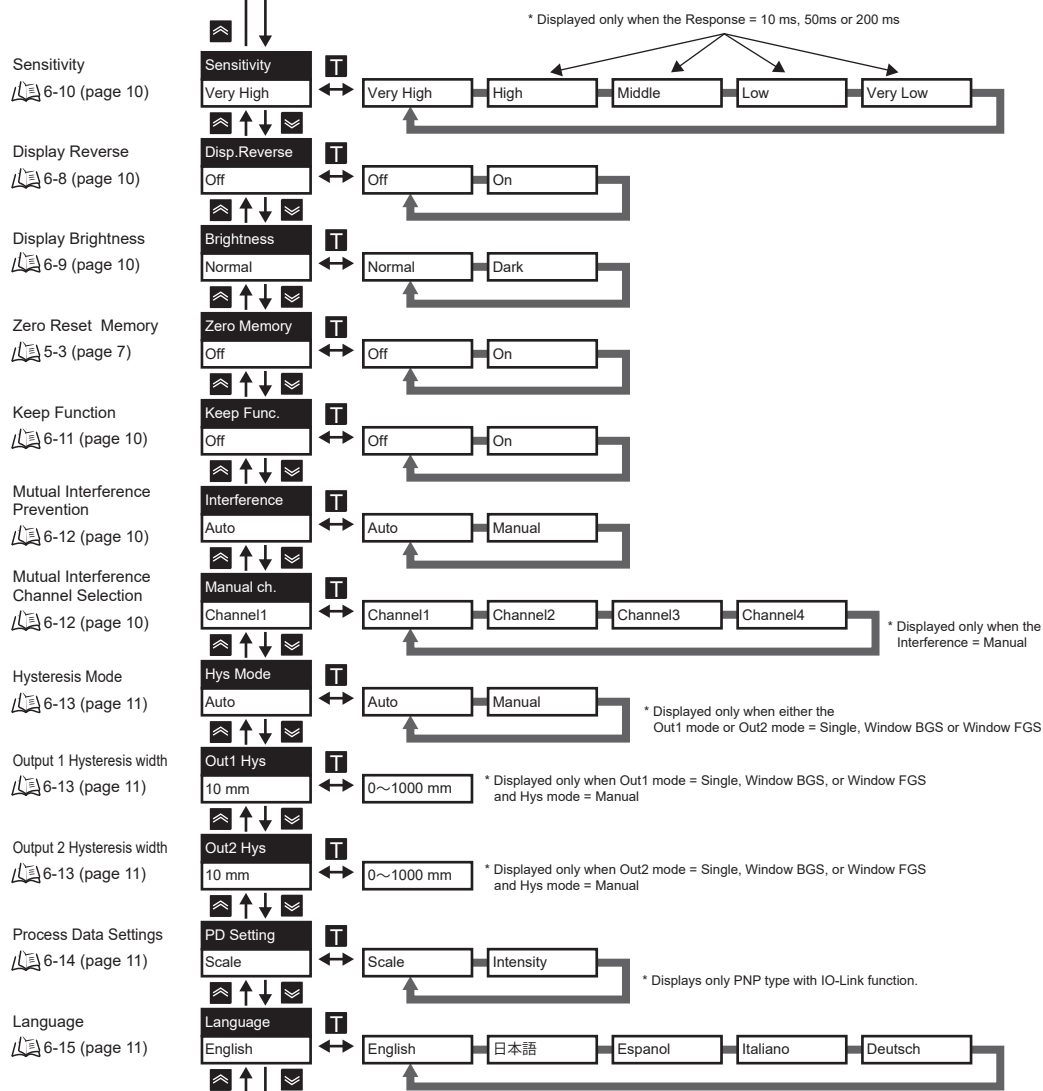 * Displayed only when the Response = 10 ms, 50ms or 200 ms
Sensitivity
6-10 (page 10)
Sensitivity
Very High
T
Very High
High
Middle
Low
Very Low
Display Reverse
6-8 (page 10)
Disp.Reverse
Off
T
Off
On
Display Brightness
6-9 (page 10)
Brightness
Normal
T
Normal
Dark
Zero Reset  Memory
5-3 (page 7)
Zero Memory
Off
T
Off
On
Keep Function
6-11 (page 10)
Keep Func.
Off
T
Off
On
Mutual Interference
Prevention
6-12 (page 10)
Interference
Auto
T
Auto
Manual
Mutual Interference
Channel Selection
6-12 (page 10)
Manual ch.
Channel1
T
Channel1
Channel2
Channel3
Channel4
* Displayed only when the
Interference = Manual
Hysteresis Mode
6-13 (page 11)
Hys Mode
Auto
T
Auto
Manual
* Displayed only when either the
Out1 mode or Out2 mode = Single, Window BGS or Window FGS
Output 1 Hysteresis width
6-13 (page 11)
Out1 Hys
10 mm
T
0～1000 mm
* Displayed only when Out1 mode = Single, Window BGS, or Window FGS
and Hys mode = Manual
Output 2 Hysteresis width
6-13 (page 11)
Out2 Hys
10 mm
T
0～1000 mm
* Displayed only when Out2 mode = Single, Window BGS, or Window FGS
and Hys mode = Manual
Process Data Settings
6-14 (page 11)
PD Setting
Scale
T
Scale
Intensity
* Displays only PNP type with IO-Link function.
Language
6-15 (page 11)
Language
English
T
English
日本語
Espanol
Italiano
Deutsch